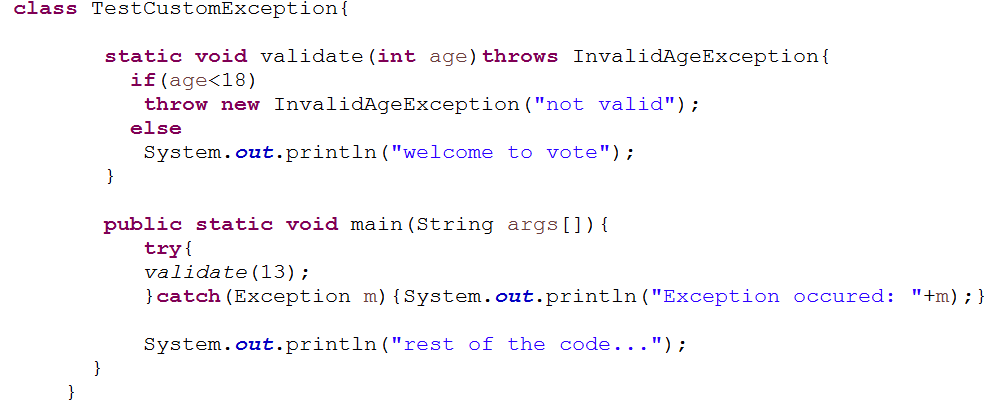 class TestCustomException{
static void validate(int age)throws InvalidAgeException{
if(age<18)
throw new InvalidAgeException("not valid");
else
System.out.println("welcome to vote");
}
public static void main(String args[]){
try{
validate(13);
}catch(Exception m){System.out.println("Exception occured: "+m);}
System.out.println("rest of the code...");
}
}